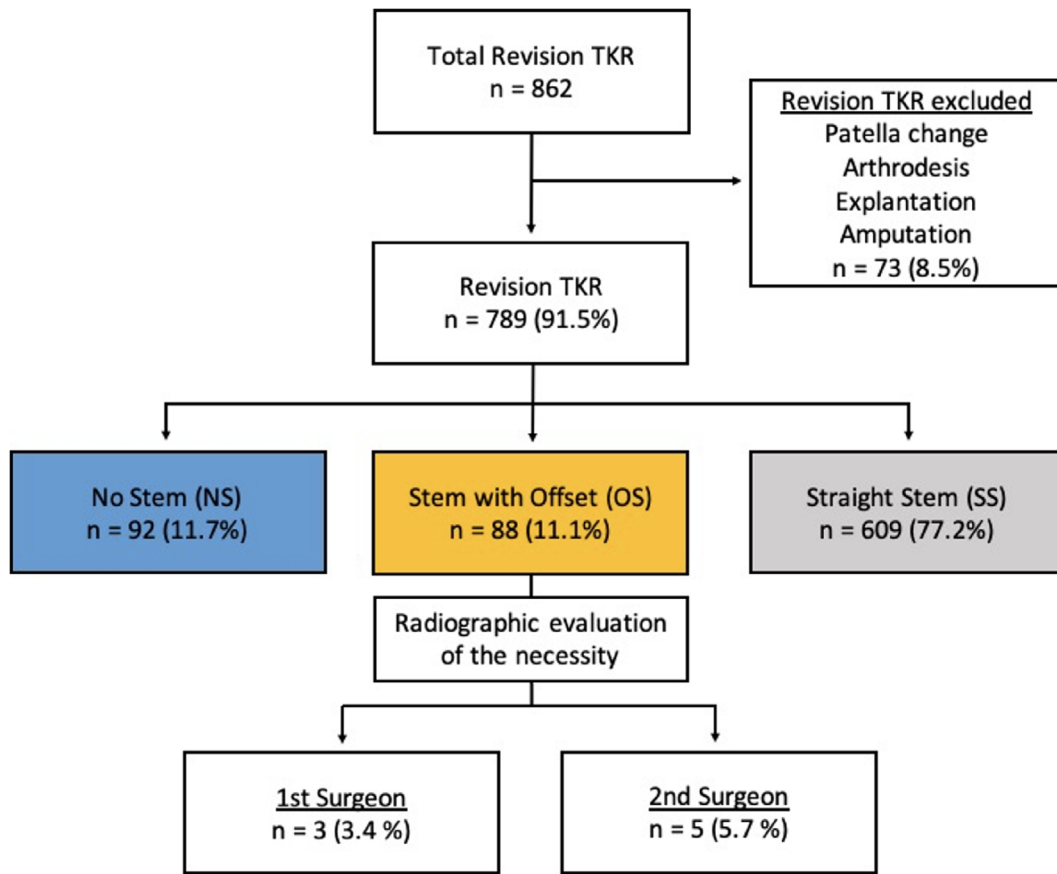 Total Revision TKR
n = 862
Revision TKR excluded
Patella change
Arthrodesis
Explantation
Amputation
n = 73 (8.5%)
Revision TKR
n = 789 (91.5%)
No Stem (NS)
n = 92 (11.7%)
Stem with Offset (OS)
n = 88 (11.1%)
Straight Stem (SS)
n = 609 (77.2%)
Radiographic evaluation
of the necessity
1st Surgeon
n = 3 (3.4 %)
2nd Surgeon
n = 5 (5.7 %)